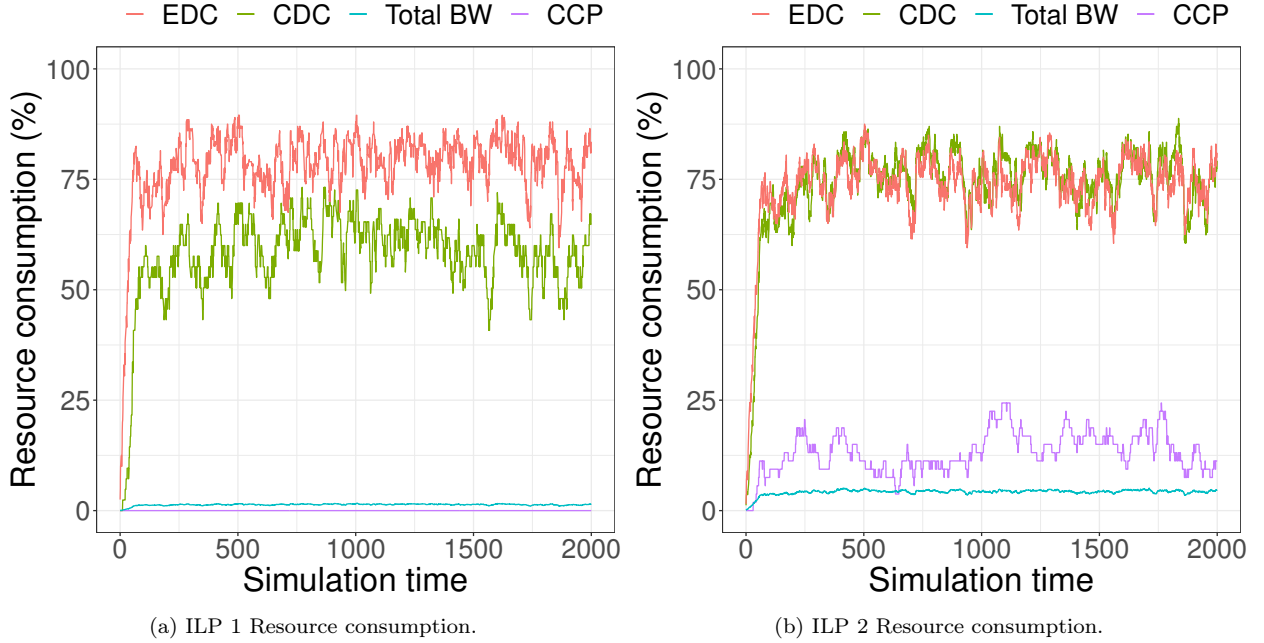 EDC CDC Total BW CCP
100
75
50
25
0
Resource consumption (%)
0 500 1000 1500 2000
Simulation time
(a) ILP 1 Resource consumption.
EDC CDC Total BW CCP
100
75
50
25
0
Resource consumption (%)
0 500 1000 1500 2000
Simulation time
(b) ILP 2 Resource consumption.